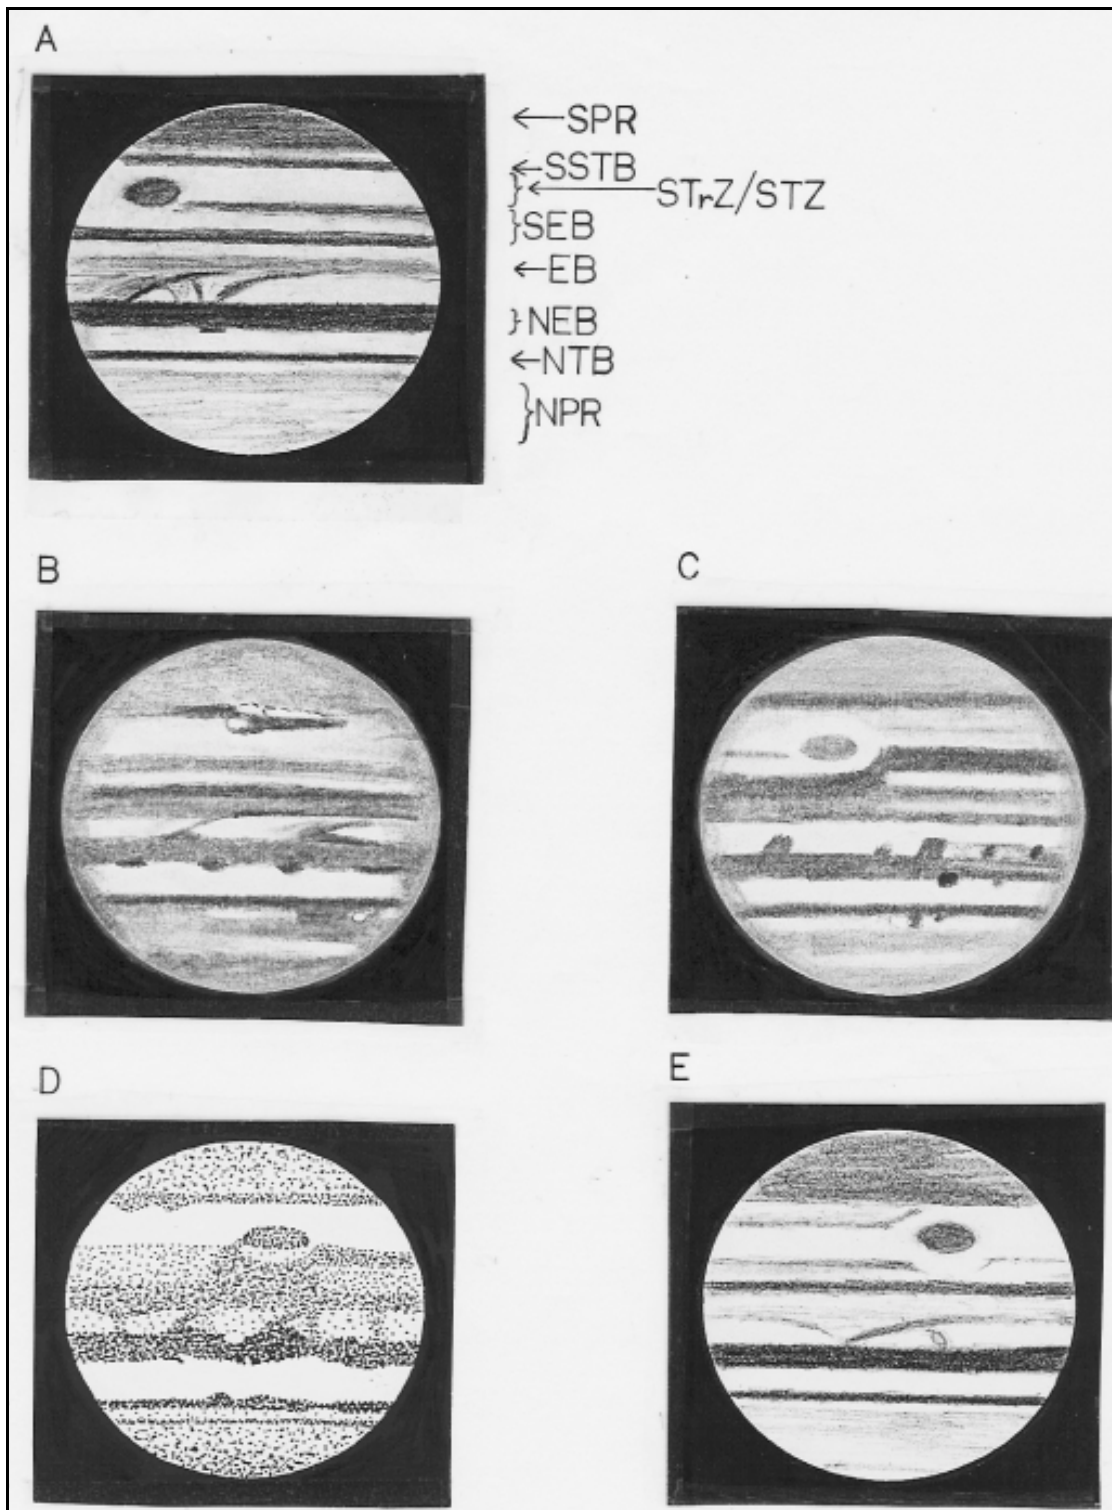 A
←SPR
←SSTB
}←STrZ/STZ
}SEB
←EB
}NEB
←NTB
}NPR
B
C
D
E